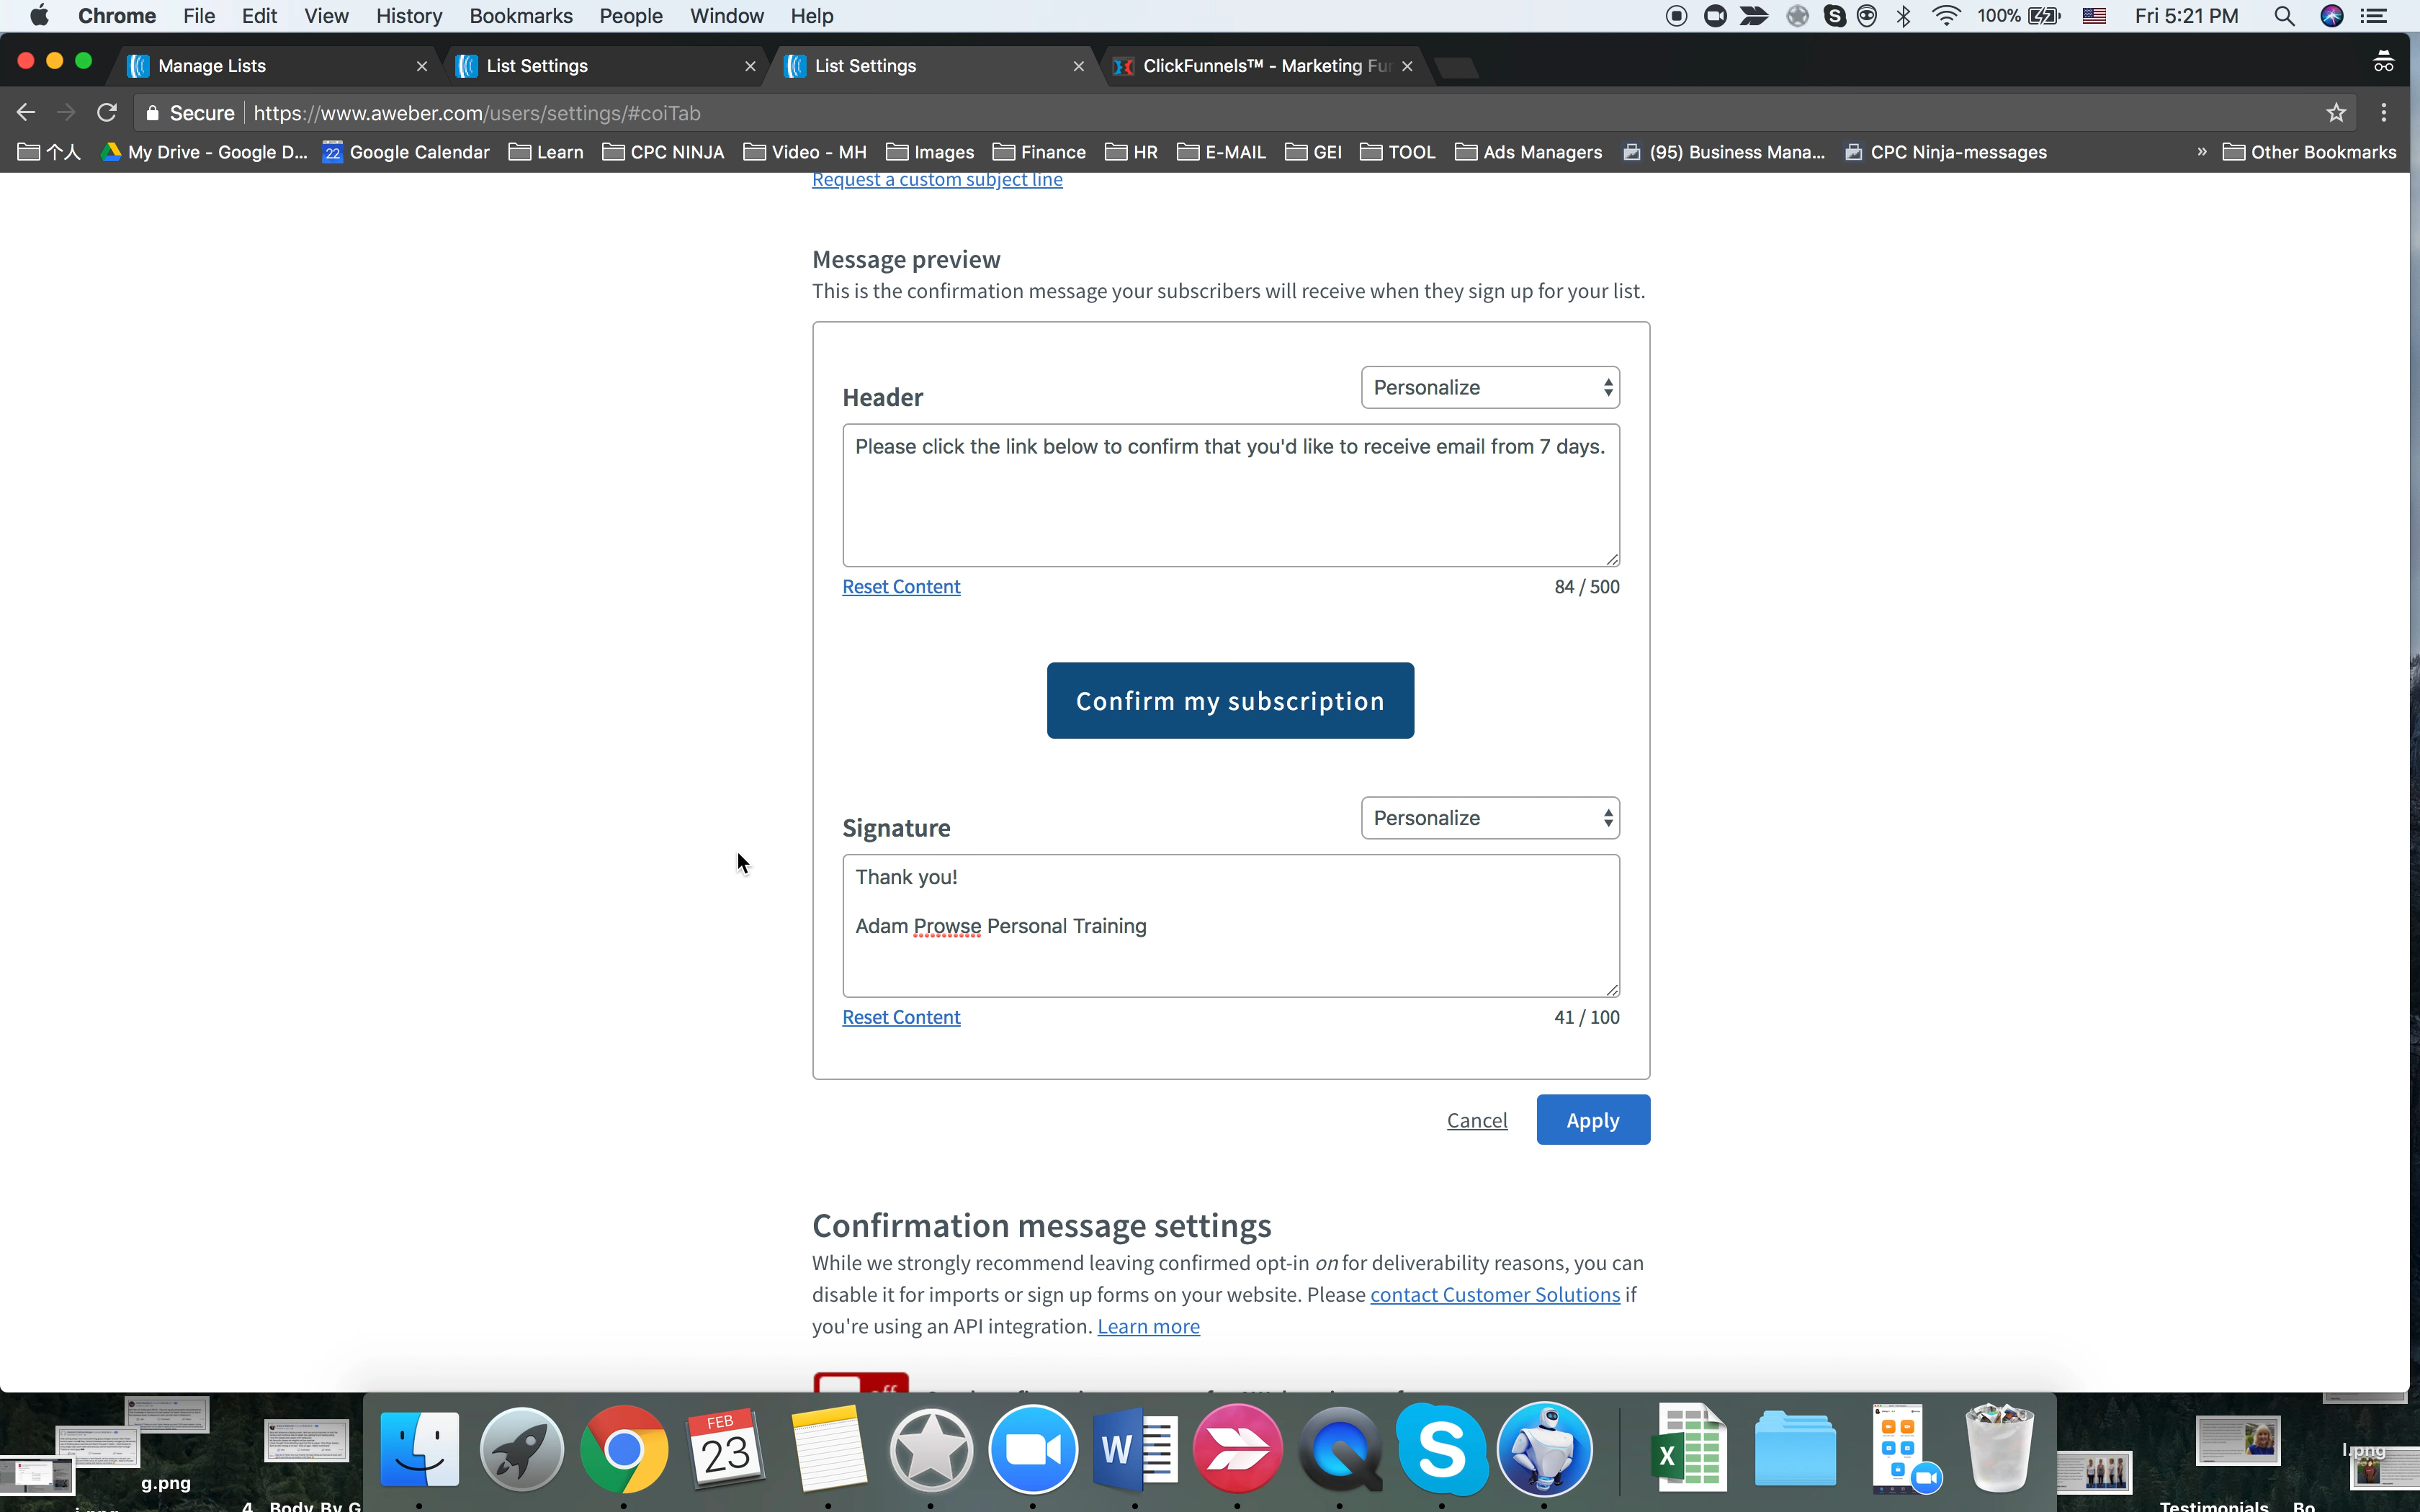 Chrome File Edit View History Bookmarks People Window Help 100% Fri 5:21 PM
Manage Lists List Settings List Settings ClickFunnels™ - Marketing Fu
Secure https://www.aweber.com/users/settings/#coiTab
个人 My Drive - Google D... 22 Google Calendar Learn CPC NINJA Video - MH Images Finance HR E-MAIL GEI TOOL Ads Managers (95) Business Mana... CPC Ninja-messages » Other Bookmarks
Request a custom subject line
Message preview
This is the confirmation message your subscribers will receive when they sign up for your list.
Header Personalize
Please click the link below to confirm that you'd like to receive email from 7 days.
Reset Content 84 / 500
Confirm my subscription
Signature Personalize
Thank you!
Adam Prowse Personal Training
Reset Content 41 / 100
Cancel Apply
Confirmation message settings
While we strongly recommend leaving confirmed opt-in on for deliverability reasons, you can
disable it for imports or sign up forms on your website. Please contact Customer Solutions if
you're using an API integration. Learn more
off
FEB
23
g.png
l.png
4 Body By G
Testimonials Bo